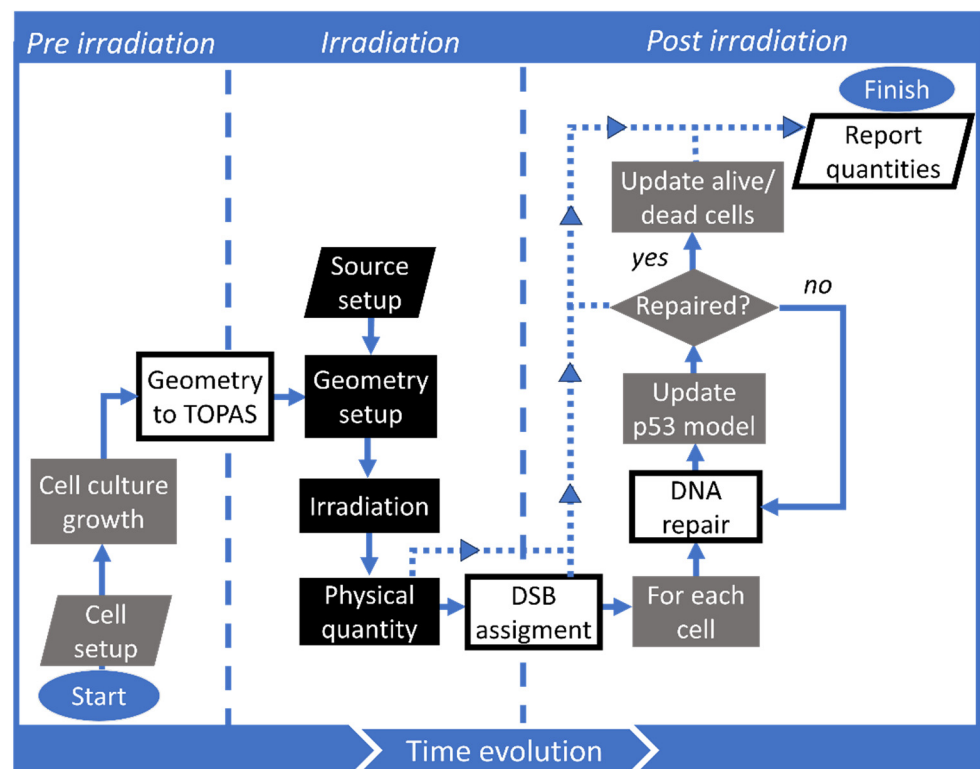 Pre irradiation
Irradiation
Post irradiation
Start
Cell
setup
Cell culture
growth
Geometry
to TOPAS
Source
setup
Geometry
setup
Irradiation
Physical
quantity
DSB
assigment
For each
cell
DNA
repair
Update
p53 model
Repaired?
yes
no
Update alive/
dead cells
Report
quantities
Finish
Time evolution